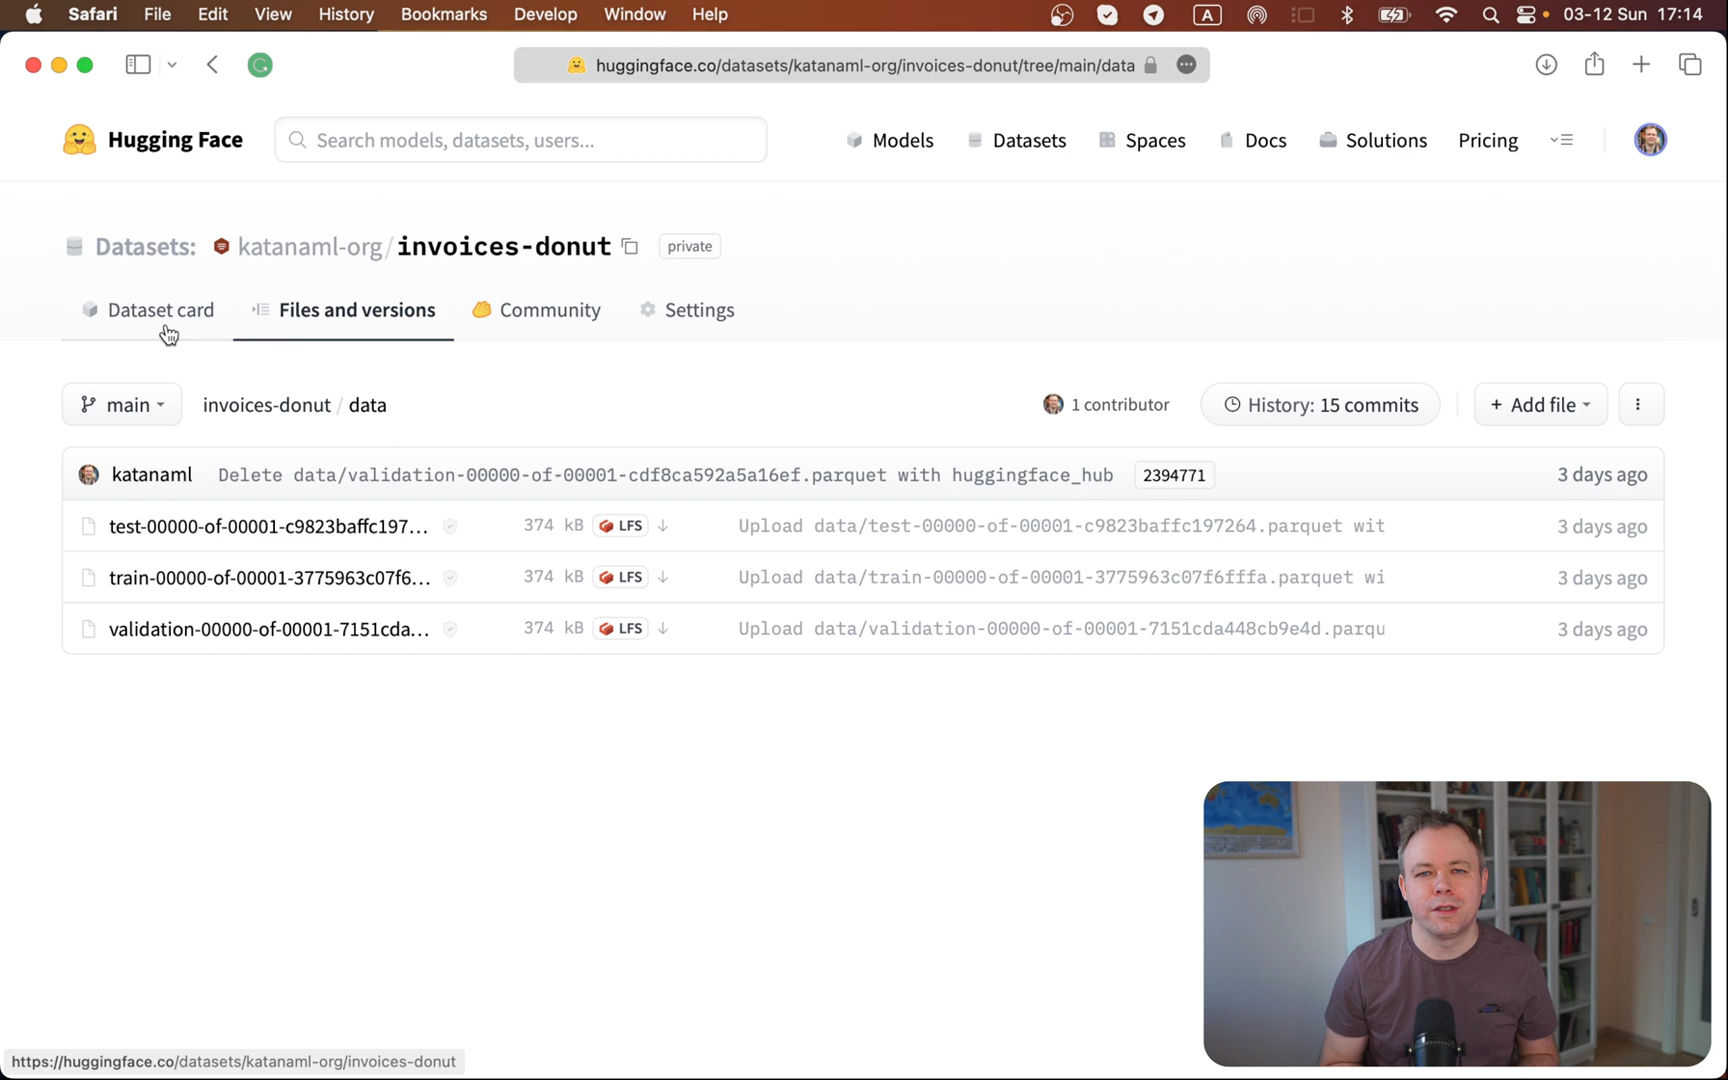 Safari File Edit View History Bookmarks Develop Window Help A 03-12 Sun 17:14
huggingface.co/datasets/katanaml-org/invoices-donut/tree/main/data
Hugging Face Search models, datasets, users... Models Datasets Spaces Docs Solutions Pricing
Datasets: katanaml-org/invoices-donut private
Dataset card Files and versions Community Settings
main invoices-donut / data 1 contributor History: 15 commits + Add file
katanaml Delete data/validation-00000-of-00001-cdf8ca592a5a16ef.parquet with huggingface_hub 2394771 3 days ago
test-00000-of-00001-c9823baffc197... 374 kB LFS Upload data/test-00000-of-00001-c9823baffc197264.parquet wit 3 days ago
train-00000-of-00001-3775963c07f6... 374 kB LFS Upload data/train-00000-of-00001-3775963c07f6fffa.parquet wi 3 days ago
validation-00000-of-00001-7151cda... 374 kB LFS Upload data/validation-00000-of-00001-7151cda448cb9e4d.parqu 3 days ago
https://huggingface.co/datasets/katanaml-org/invoices-donut